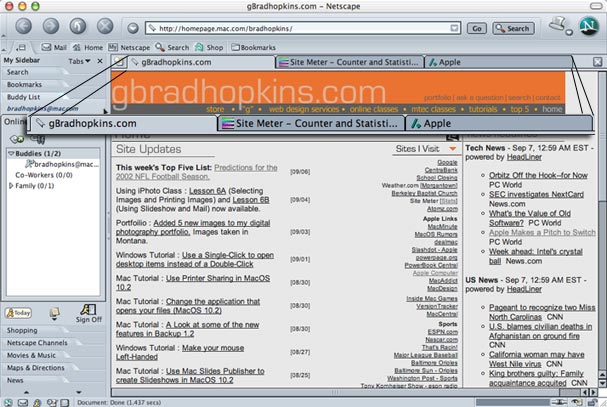 gBradhopkins.com - Netscape
http://homepage.mac.com/bradhopkins/
Go
Search
Mail
Home
Netscape
Search
Shop
Bookmarks
My Sidebar
Tabs
gBradhopkins.com
Site Meter - Counter and Statisti...
Apple
Search
Bookmarks
Buddy List
bradhopkins@mac.com
gbradhopkins.com
portfolio | ask a question | search | contact
store • "g" • web design services • online classes • mtec classes • tutorials • top 5 • home
gBradhopkins.com
Site Meter - Counter and Statisti...
Apple
Buddies (1/2)
bradhopkins@mac...
Co-Workers (0/0)
Family (0/1)
Today
Sign Off
Shopping
Netscape Channels
Movies & Music
Maps & Directions
News
Site Updates
This week's Top Five List: Predictions for the
2002 NFL Football Season.
[09/06]
Using iPhoto Class : Lesson 6A (Selecting
Images and Printing Images) and Lesson 6B
(Using Slideshow and Mail) now available.
[09/04]
Portfoilio : Added 5 new images to my digital
photography portfolio. Images taken in
Montana.
[09/03]
Windows Tutorial : Use a Single-Click to open
desktop items instead of a Double-Click
[09/01]
Mac Tutorial : Use Printer Sharing in MacOS
10.2
[08/30]
Mac Tutorial : Change the application that
opens your files (MacOS 10.2)
[08/30]
Mac Tutorial : A Look at some of the new
features in Backup 1.2
[08/30]
Windows Tutorial : Make your mouse
Left-Handed
[08/27]
Mac Tutorial : Use Mac Slides Publisher to
create Slideshows in MacOS 10.2
[08/25]
Sites I Visit
Google
CentraBank
School Closing
Weather.com [Morgantown]
Berkeley Baptist Church
Site Meter [Stats]
Atomz.com
Apple Links
MacMinute
MacOS Rumors
dealmac
Slashdot - Apple
powerpage.org
PowerBook Central
Apple Computer
MacAddict
MacDesign
Inside Mac Games
VersionTracker
MacCentral
Sports
ESPN.com
Nascar.com
That's Racin!
Major League Baseball
Baltimore Orioles
Baltimore Sun - Orioles
Washington Post - Sports
Tony Kornheiser Show - espn radio
Tech News - Sep 7, 12:59 AM EST -
powered by HeadLiner
Orbitz Off the Hook--for Now
PC World
SEC investigates NextCard
News.com
What's the Value of Old
Software? PC World
Apple Makes a Pitch to Switch
PC World
Week ahead: Intel's crystal
ball News.com
US News - Sep 7, 12:59 AM EST -
powered by HeadLiner
Pageant to recognize two Miss
North Carolinas CNN
U.S. blames civilian deaths in
Afghanistan on ground fire
CNN
California woman may have
West Nile virus CNN
King brothers guilty; Family
acquaintance acquitted CNN
Document: Done (1.437 secs)